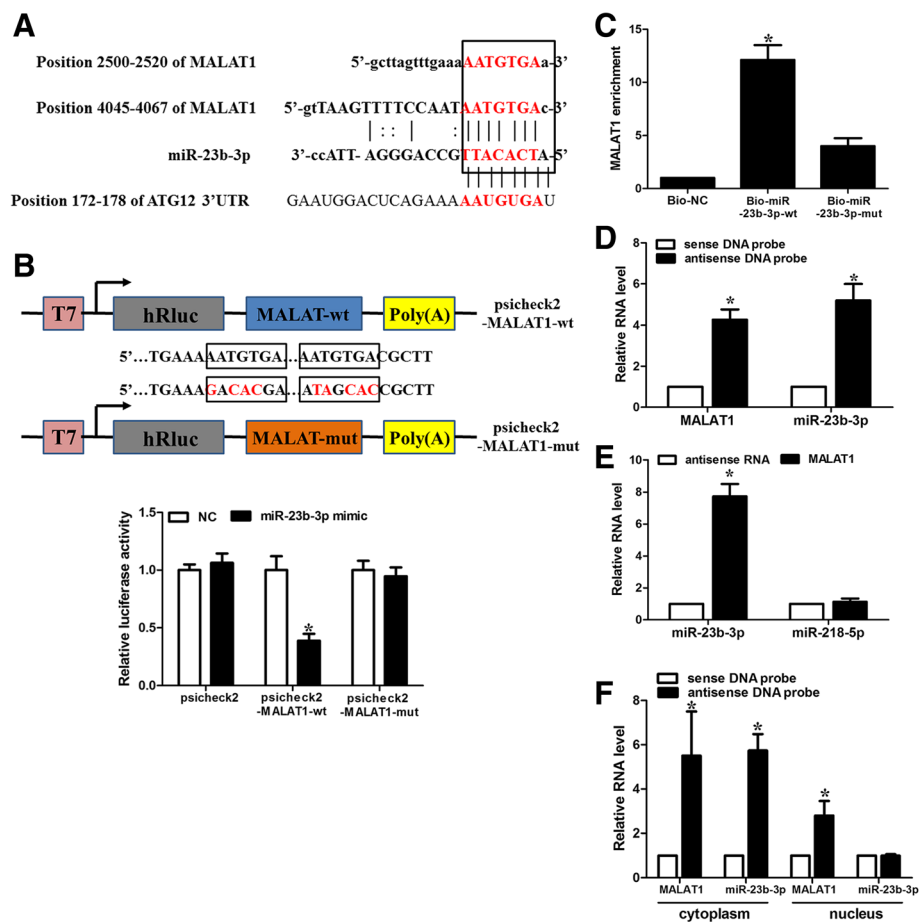 A
Position 2500-2520 of MALAT1 5’-gcttagtttgaaaAATGTGAa-3’
Position 4045-4067 of MALAT1 5’-gtTAAGTTTTCCAATAATGTGAc-3’
miR-23b-3p 3’-ccATT- AGGGACCGTTACACTA-5’
Position 172-178 of ATG12 3’UTR GAAUGGACUCAGAAAAAUGUGAU
B
T7 hRluc MALAT-wt Poly(A) psicheck2
-MALAT1-wt
5’…TGAAAAATGTGA…AATGTGACGCTT
5’…TGAAAGACACGA…ATAGCACCGCTT
T7 hRluc MALAT-mut Poly(A) psicheck2
-MALAT1-mut
NC miR-23b-3p mimic
Relative luciferase activity
1.5
1.0
0.5
0.0
*
psicheck2 psicheck2
-MALAT1-wt psicheck2
-MALAT1-mut
C
MALAT1 enrichment
15
10
5
0
*
Bio-NC Bio-miR
-23b-3p-wt Bio-miR
-23b-3p-mut
D
sense DNA probe
antisense DNA probe
Relative RNA level
8
6
4
2
0
* *
MALAT1 miR-23b-3p
E
antisense RNA MALAT1
Relative RNA level
10
8
6
4
2
0
*
miR-23b-3p miR-218-5p
F
sense DNA probe
antisense DNA probe
Relative RNA level
8
6
4
2
0
* * *
MALAT1 miR-23b-3p MALAT1 miR-23b-3p
cytoplasm nucleus